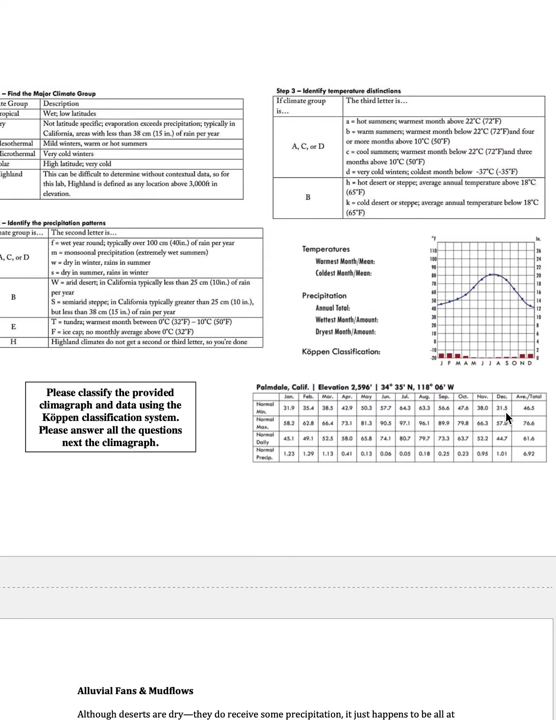 – Find the Major Climate Group
te Group Description
ropical Wet; low latitudes
ry Not latitude specific; evaporation exceeds precipitation; typically in
California, areas with less than 38 cm (15 in.) of rain per year
esothermal Mild winters, warm or hot summers
icrothermal Very cold winters
olar High latitude; very cold
ighland This can be difficult to determine without contextual data, so for
this lab, Highland is defined as any location above 3,000ft in
elevation.
– Identify the precipitation patterns
mate group is… The second letter is…
A, C, or D
f = wet year round; typically over 100 cm (40in.) of rain per year
m = monsoonal precipitation (extremely wet summers)
w = dry in winter, rains in summer
s = dry in summer, rains in winter
B
W = arid desert; in California typically less than 25 cm (10in.) of rain
per year
S = semiarid steppe; in California typically greater than 25 cm (10 in.),
but less than 38 cm (15 in.) of rain per year
E
T = tundra; warmest month between 0°C (32°F) – 10°C (50°F)
F = ice cap; no monthly average above 0°C (32°F)
H Highland climates do not get a second or third letter, so you're done
Step 3 – Identify temperature distinctions
If climate group is… The third letter is…
A, C, or D
a = hot summers; warmest month above 22°C (72°F)
b = warm summers; warmest month below 22°C (72°F)and four
or more months above 10°C (50°F)
c = cool summers; warmest month below 22°C (72°F)and three
months above 10°C (50°F)
d = very cold winters; coldest month below -37°C (-35°F)
B
h = hot desert or steppe; average annual temperature above 18°C
(65°F)
k = cold desert or steppe; average annual temperature below 18°C
(65°F)
Temperatures
Warmest Month/Mean:
Coldest Month/Mean:
Precipitation
Annual Total:
Wettest Month/Amount:
Dryest Month/Amount:
Köppen Classification:
°F In.
J F M A M J J A S O N D
Please classify the provided
climagraph and data using the
Köppen classification system.
Please answer all the questions
next the climagraph.
Palmdale, Calif. | Elevation 2,596' | 34° 35' N, 118° 06' W
Jan. Feb. Mar. Apr. May Jun. Jul. Aug. Sep. Oct. Nov. Dec. Ave./Total
Normal Min. 31.9 35.4 38.5 42.9 50.3 57.7 64.3 63.3 56.6 47.6 38.0 31.5 46.5
Normal Max. 58.2 62.8 66.4 73.1 81.3 90.5 97.1 96.1 89.9 79.8 66.3 76.6
Normal Daily 45.1 49.1 52.5 58.0 65.8 74.1 80.7 79.7 73.3 63.7 52.2 44.7 61.6
Normal Precip. 1.23 1.29 1.13 0.41 0.13 0.06 0.05 0.18 0.25 0.23 0.95 1.01 6.92
Alluvial Fans & Mudflows
Although deserts are dry—they do receive some precipitation, it just happens to be all at